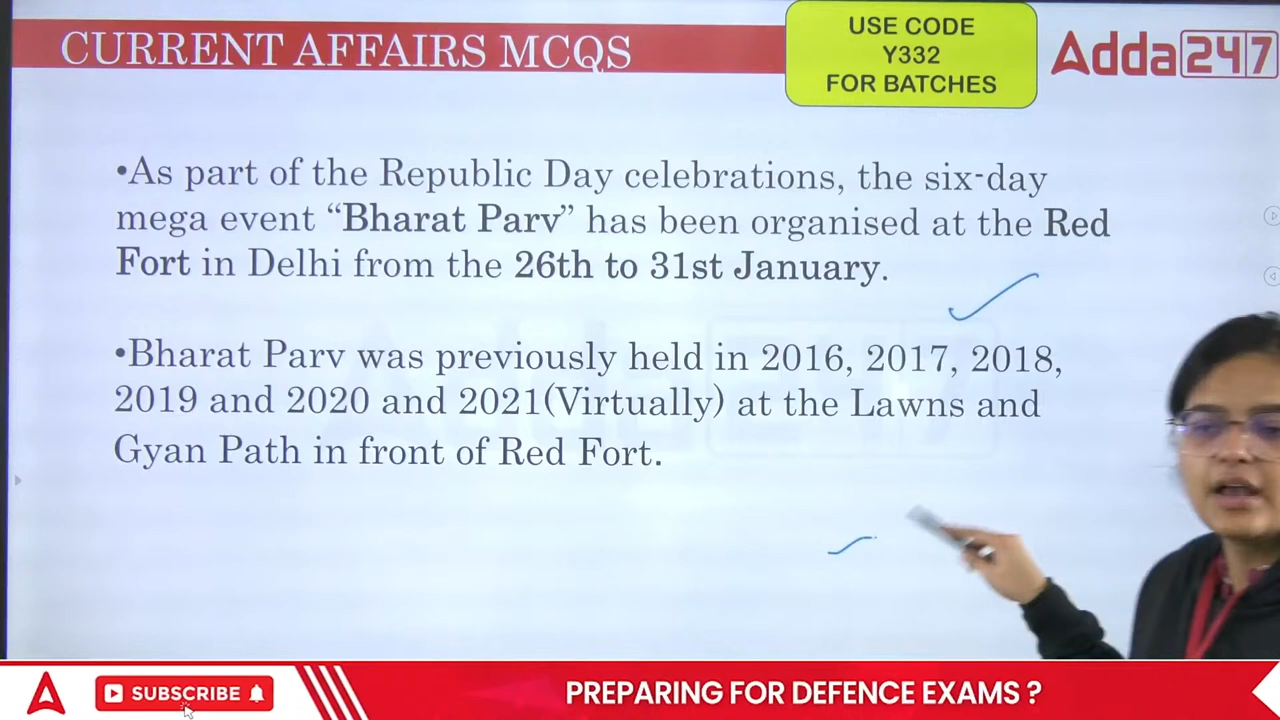 CURRENT AFFAIRS MCQS
USE CODE
Y332
FOR BATCHES
Adda247
•As part of the Republic Day celebrations, the six-day
mega event “Bharat Parv” has been organised at the Red
Fort in Delhi from the 26th to 31st January.
•Bharat Parv was previously held in 2016, 2017, 2018,
2019 and 2020 and 2021(Virtually) at the Lawns and
Gyan Path in front of Red Fort.
SUBSCRIBE
PREPARING FOR DEFENCE EXAMS ?